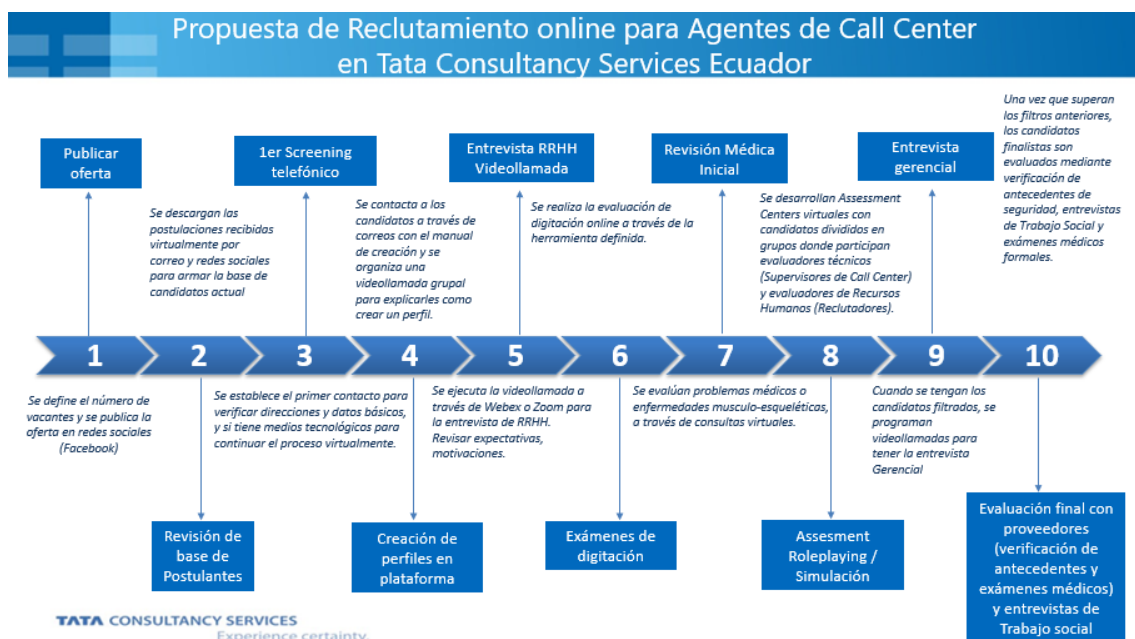 Propuesta de Reclutamiento online para Agentes de Call Center
en Tata Consultancy Services Ecuador
Publicar
oferta
1er Screening
telefónico
Entrevista RRHH
Videollamada
Revisión Médica
Inicial
Entrevista
gerencial
Una vez que superan
los filtros anteriores,
los candidatos
finalistas son
evaluados mediante
verificación de
antecedentes de
seguridad, entrevistas
de Trabajo Social y
exámenes médicos
formales.
Se descargan las
postulaciones recibidas
virtualmente por
correo y redes sociales
para armar la base de
candidatos actual
Se contacta a los
candidatos a través de
correos con el manual
de creación y se
organiza una
videollamada grupal
para explicarles como
crear un perfil.
Se realiza la evaluación de
digitación online a través de la
herramienta definida.
Se desarrollan Assessment
Centers virtuales con
candidatos divididos en
grupos donde participan
evaluadores técnicos
(Supervisores de Call Center)
y evaluadores de Recursos
Humanos (Reclutadores).
1 2 3 4 5 6 7 8 9 10
Se define el número de
vacantes y se publica la
oferta en redes sociales
(Facebook)
Se establece el primer contacto para
verificar direcciones y datos básicos,
y si tiene medios tecnológicos para
continuar el proceso virtualmente.
Se ejecuta la videollamada a
través de Webex o Zoom para
la entrevista de RRHH.
Revisar expectativas,
motivaciones.
Se evalúan problemas médicos o
enfermedades musculo-esqueléticas,
a través de consultas virtuales.
Cuando se tengan los
candidatos filtrados, se
programan
videollamadas para
tener la entrevista
Gerencial
Revisión de
base de
Postulantes
Creación de
perfiles en
plataforma
Exámenes de
digitación
Assesment
Roleplaying /
Simulación
Evaluación final con
proveedores
(verificación de
antecedentes y
exámenes médicos)
y entrevistas de
Trabajo social
TATA CONSULTANCY SERVICES
Experience certainty.